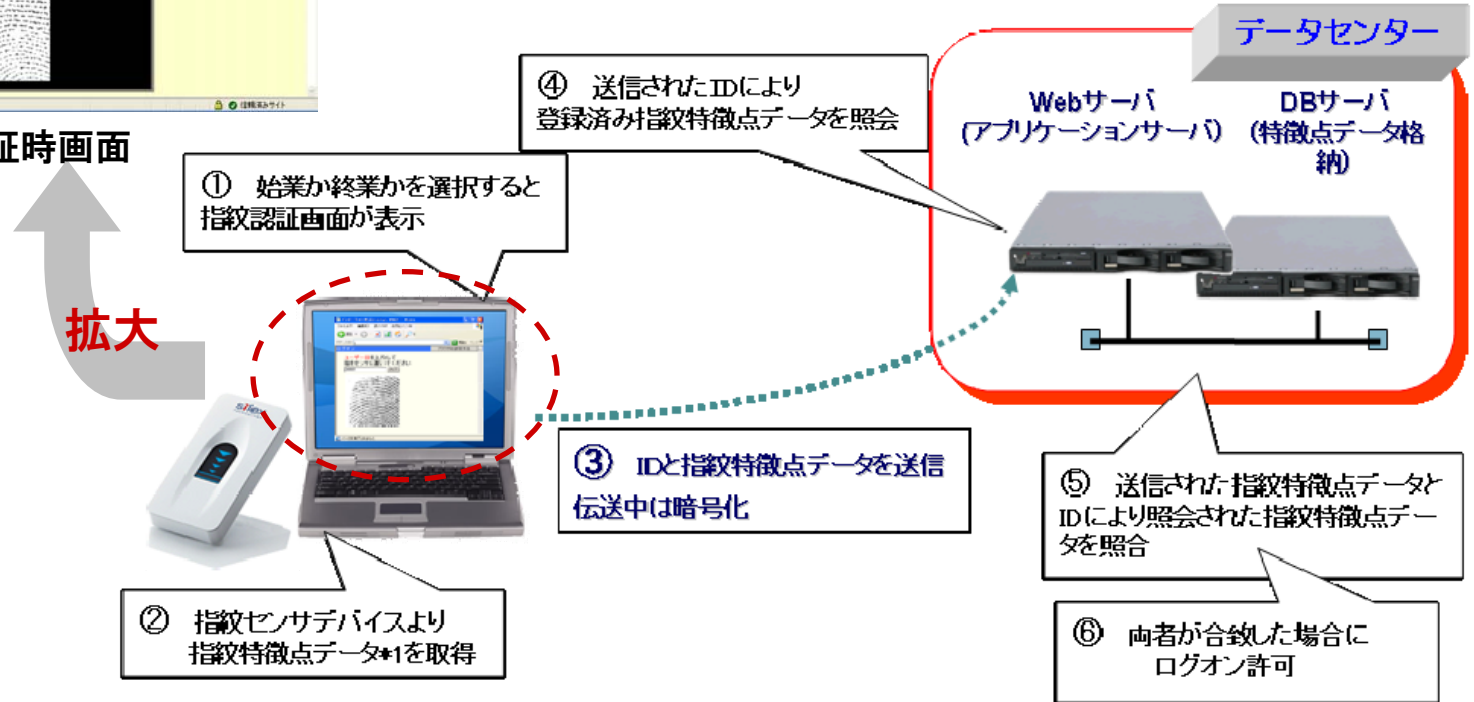 データセンター
④ 送信されたIDにより
登録済み指紋特徴点データを照会
Webサーバ
(アプリケーションサーバ)
DBサーバ
(特徴点データ格
納)
証時画面
① 始業か終業かを選択すると
指紋認証画面が表示
拡大
silex
③ IDと指紋特徴点データを送信
伝送中は暗号化
⑤ 送信された指紋特徴点データと
IDにより照会された指紋特徴点デー
タを照合
② 指紋センサデバイスより
指紋特徴点データ*1を取得
⑥ 両者が合致した場合に
ログオン許可